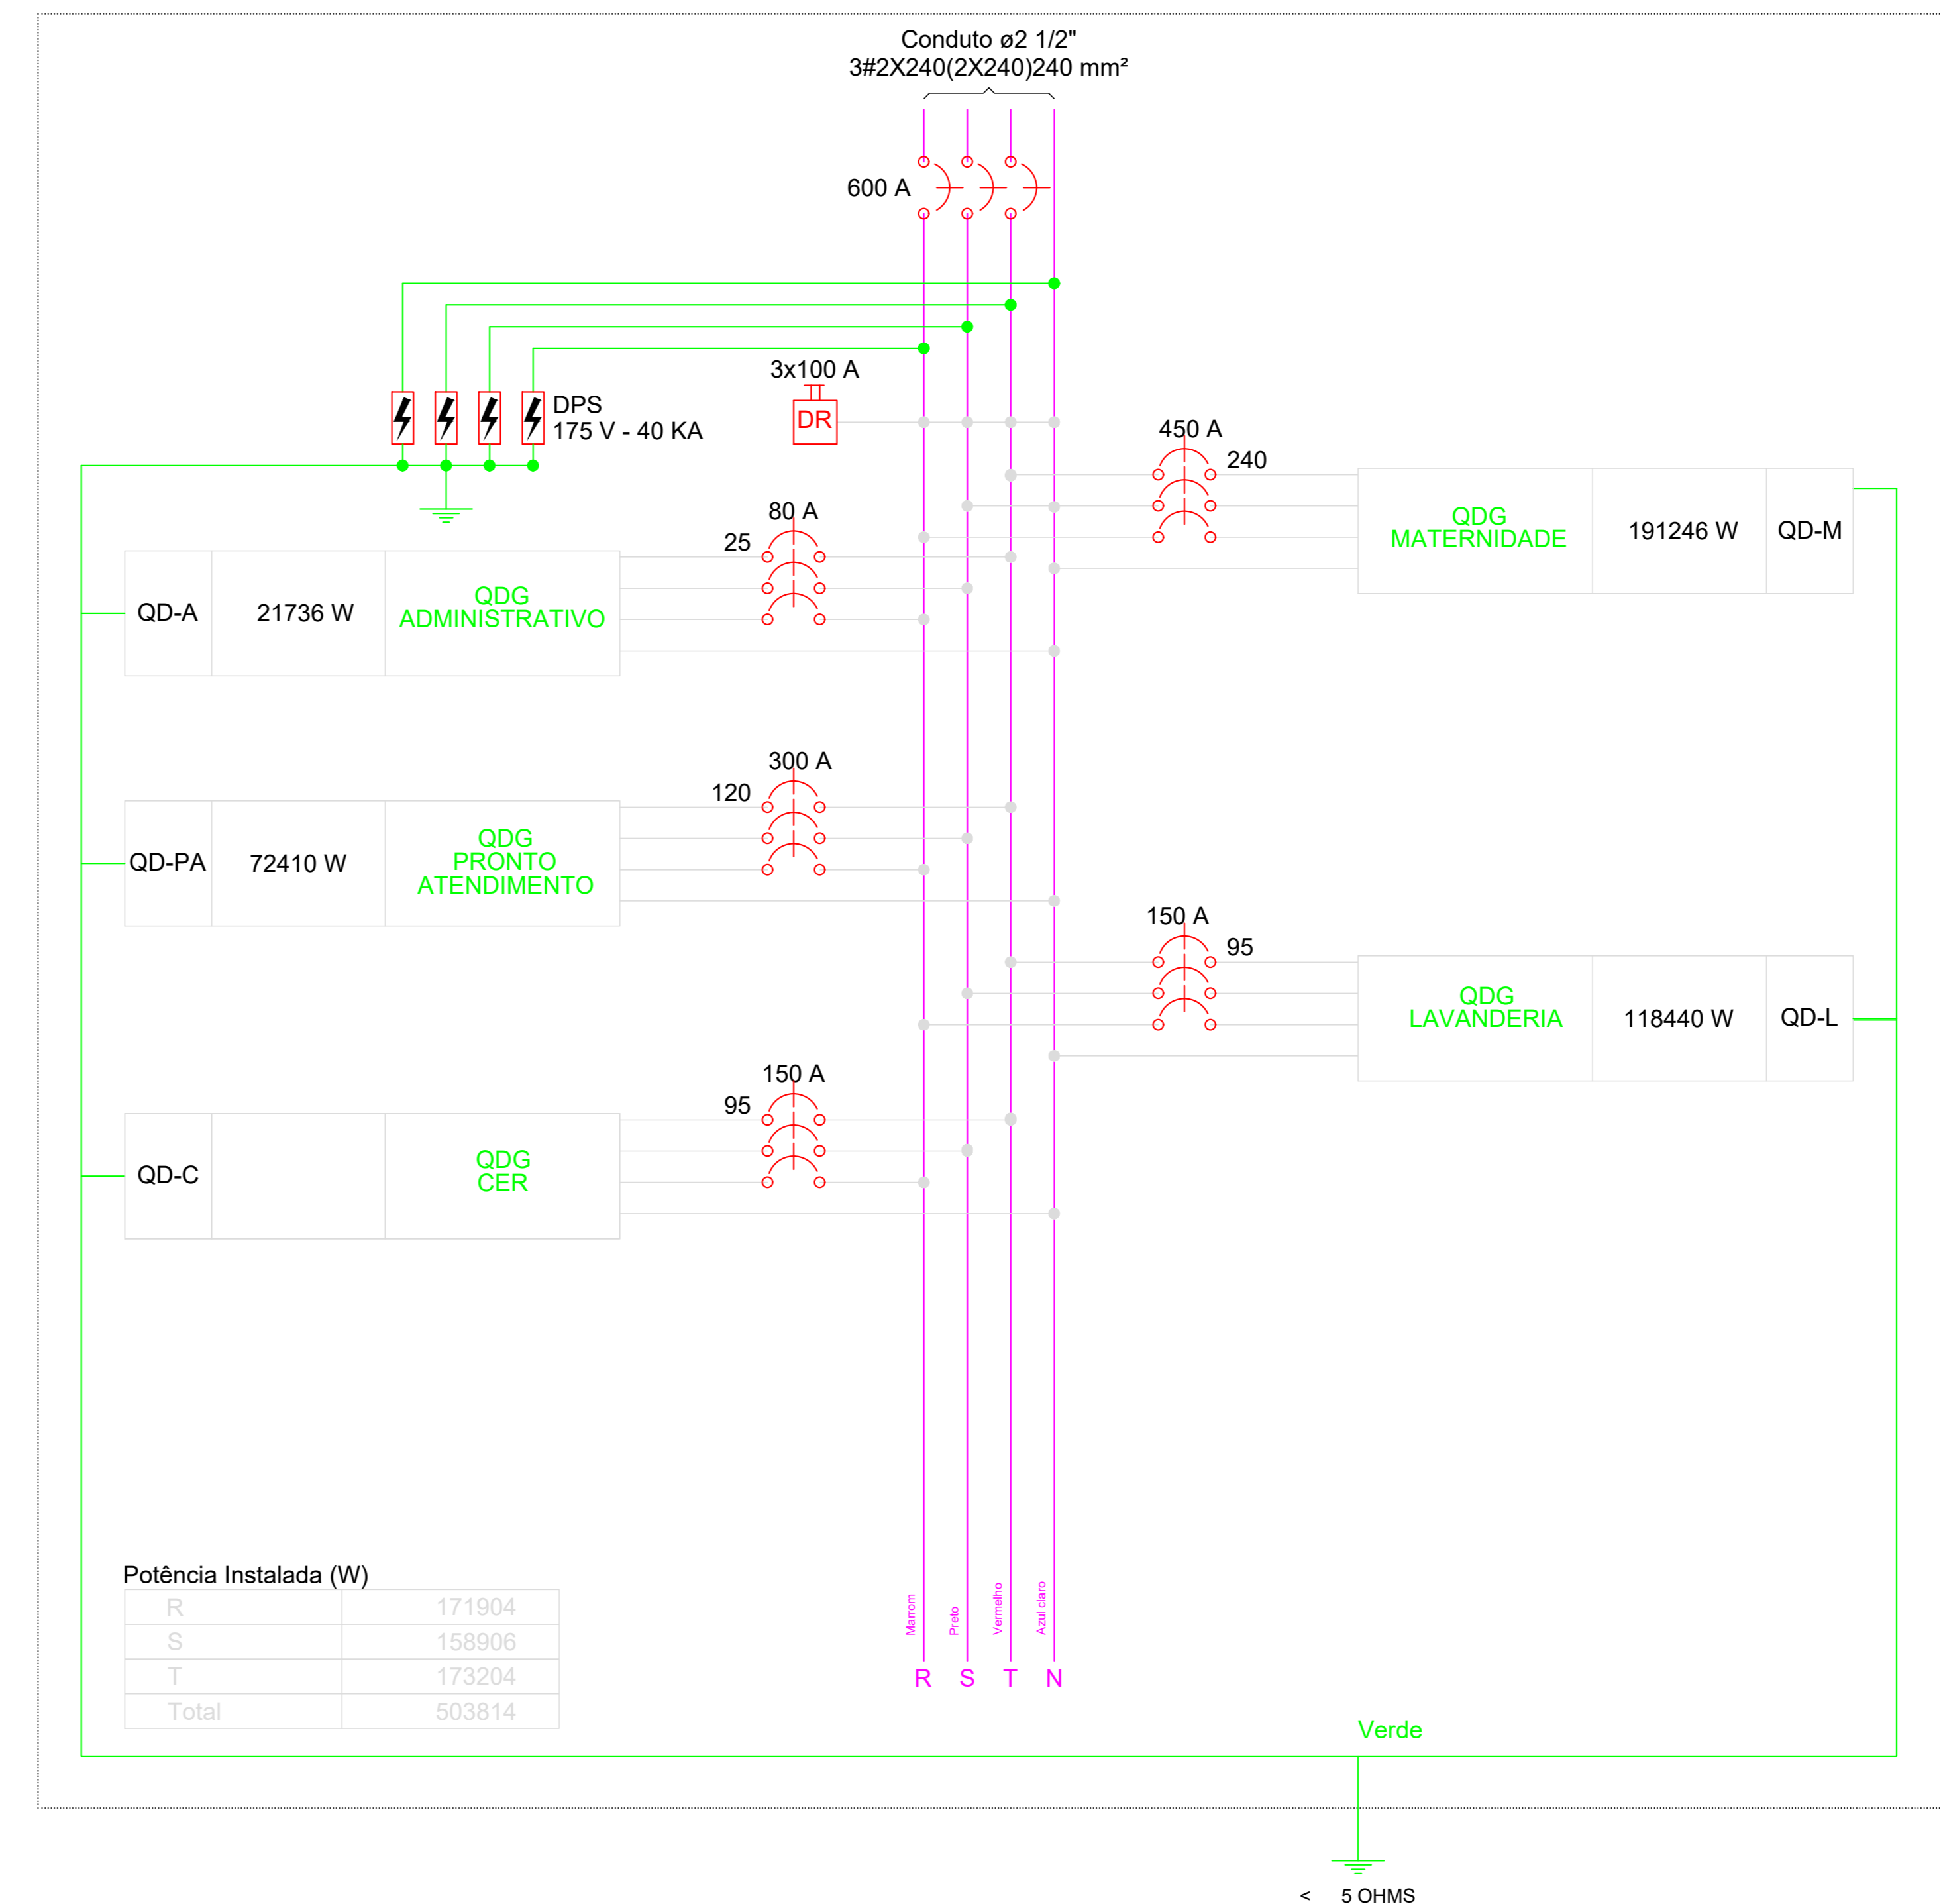 Conduto ø2 1/2"
3#2X240(2X240)240 mm²
600 A
3x100 A
DR
DPS
175 V - 40 KA
450 A
240
QDG
MATERNIDADE
191246 W
QD-M
80 A
25
QD-A
21736 W
QDG
ADMINISTRATIVO
300 A
120
QD-PA
72410 W
QDG
PRONTO
ATENDIMENTO
150 A
95
QDG
LAVANDERIA
118440 W
QD-L
150 A
95
QD-C
QDG
CER
Potência Instalada (W)
R 171904
S 158906
T 173204
Total 503814
Marrom
Preto
Vermelho
Azul claro
R S T N
Verde
< 5 OHMS